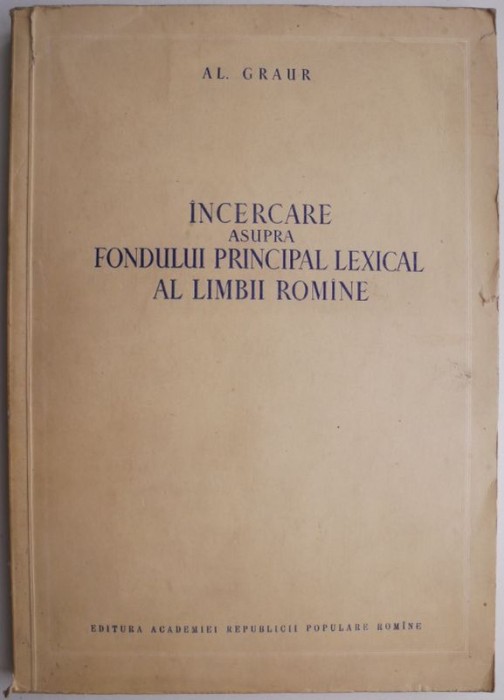 AL. GRAUR
ÎNCERCARE
ASUPRA
FONDULUI PRINCIPAL LEXICAL
AL LIMBII ROMÎNE
EDITURA ACADEMIEI REPUBLICII POPULARE ROMÎNE